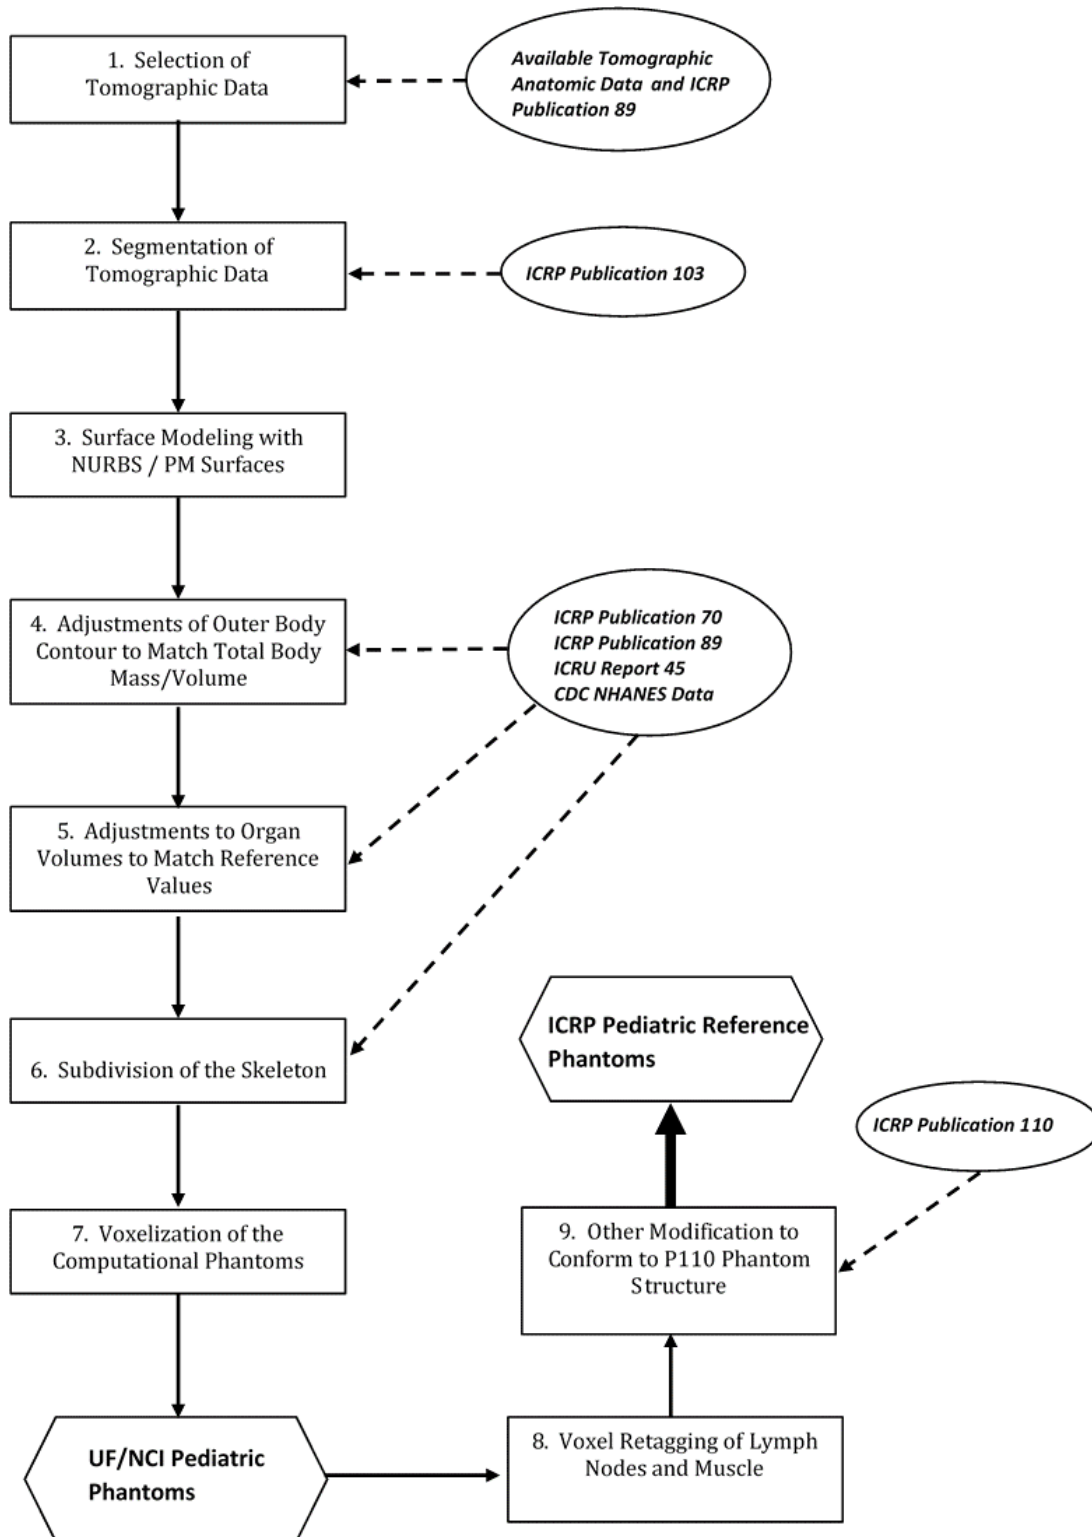 1. Selection of
Tomographic Data
Available Tomographic
Anatomic Data and ICRP
Publication 89
2. Segmentation of
Tomographic Data
ICRP Publication 103
3. Surface Modeling with
NURBS / PM Surfaces
4. Adjustments of Outer Body
Contour to Match Total Body
Mass/Volume
ICRP Publication 70
ICRP Publication 89
ICRU Report 45
CDC NHANES Data
5. Adjustments to Organ
Volumes to Match Reference
Values
6. Subdivision of the Skeleton
ICRP Pediatric Reference
Phantoms
ICRP Publication 110
7. Voxelization of the
Computational Phantoms
9. Other Modification to
Conform to P110 Phantom
Structure
UF/NCI Pediatric
Phantoms
8. Voxel Retagging of Lymph
Nodes and Muscle